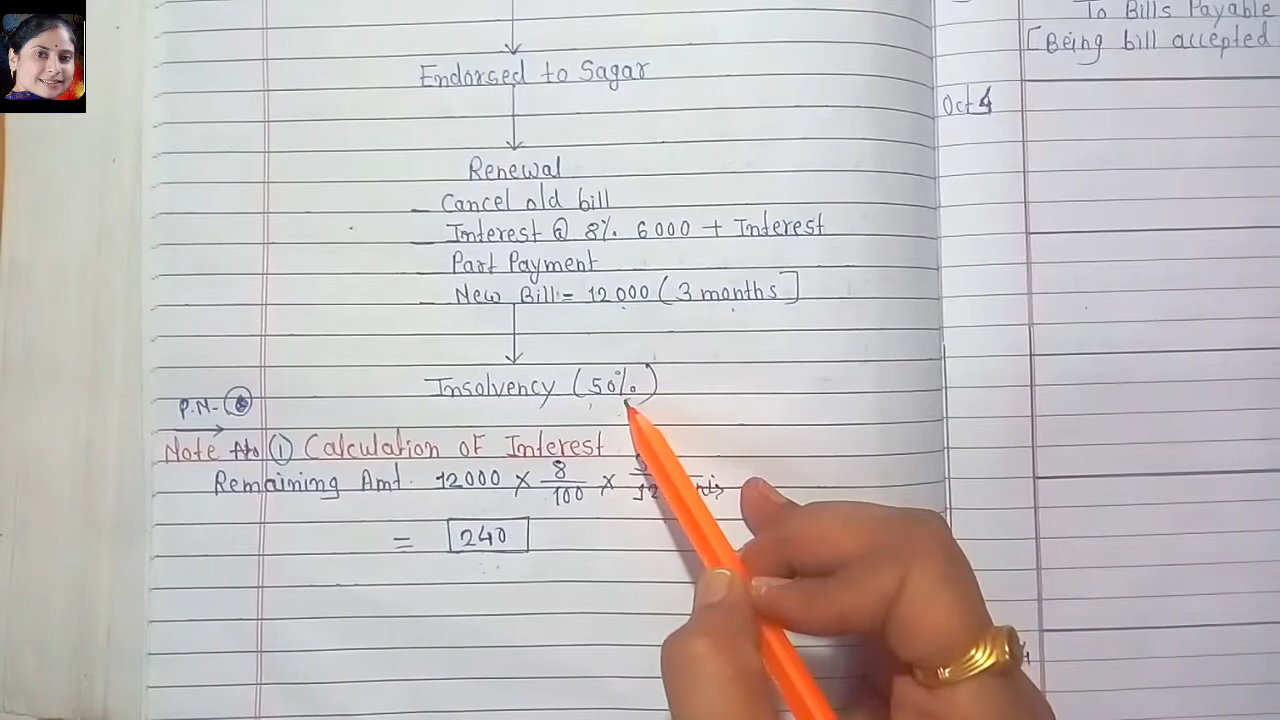 Endorsed to Sagar
Renewal
Cancel old bill
Interest @ 8% 6000 + Interest
Part Payment
New Bill = 12000 (3 months]
Insolvency (50%)
P.N-
Note No (1) Calculation of Interest
Remaining Amt. 12000 × 8/100 ×
= 240
To Bills Payable
[Being bill accepted
Oct 4